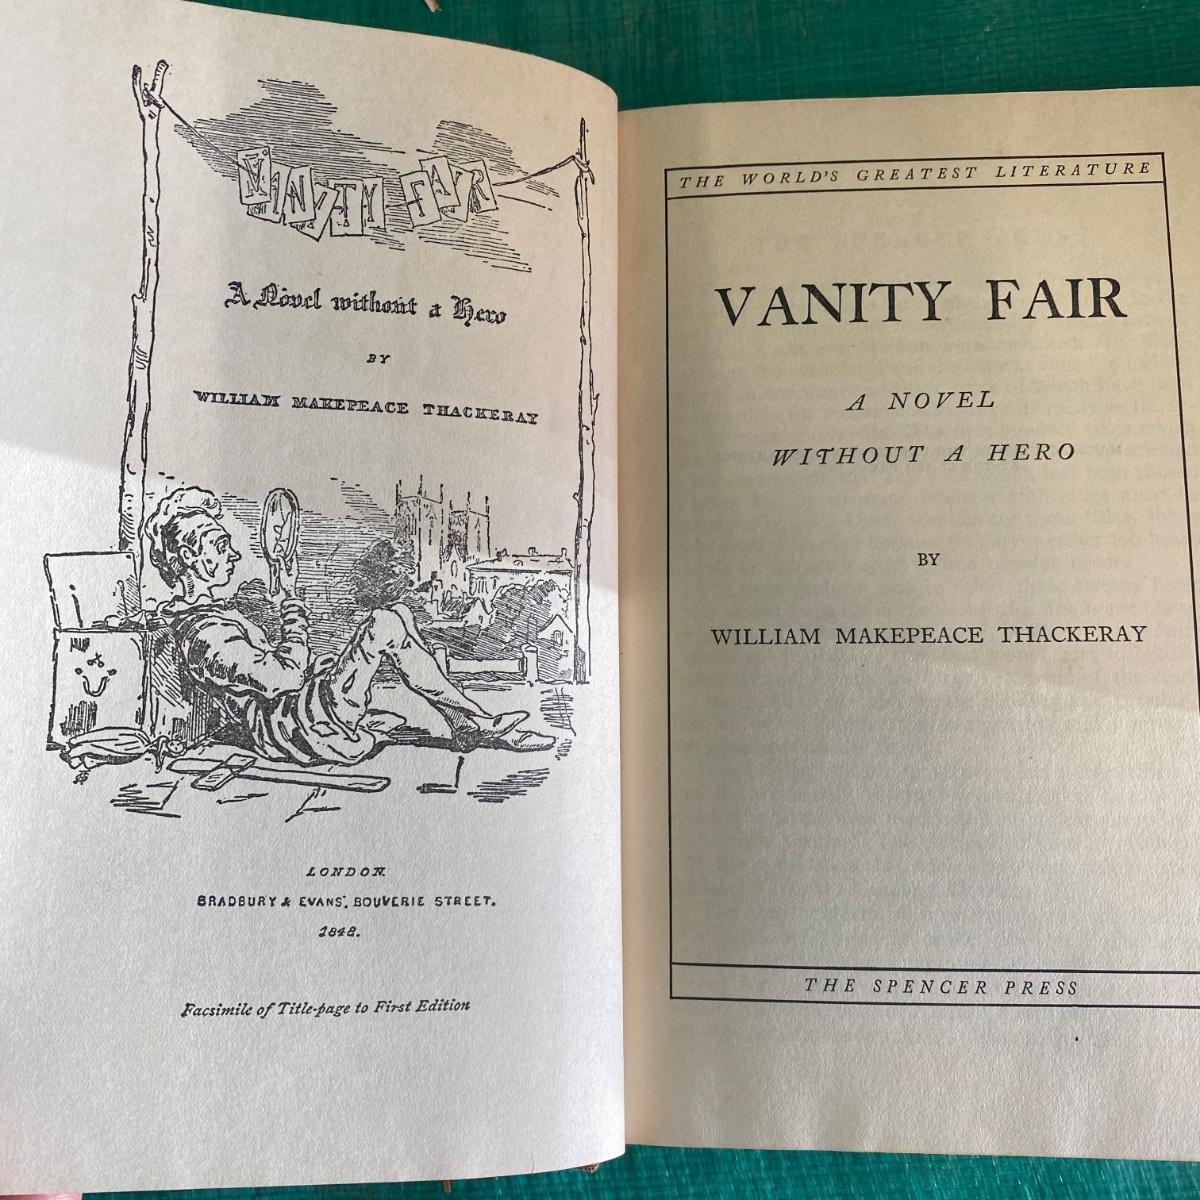 VANITY FAIR
A Novel without a Hero
BY
WILLIAM MAKEPEACE THACKERAY
LONDON
BRADBURY & EVANS, BOUVERIE STREET.
1848.
Facsimile of Title-page to First Edition
THE WORLD'S GREATEST LITERATURE
VANITY FAIR
A NOVEL
WITHOUT A HERO
BY
WILLIAM MAKEPEACE THACKERAY
THE SPENCER PRESS